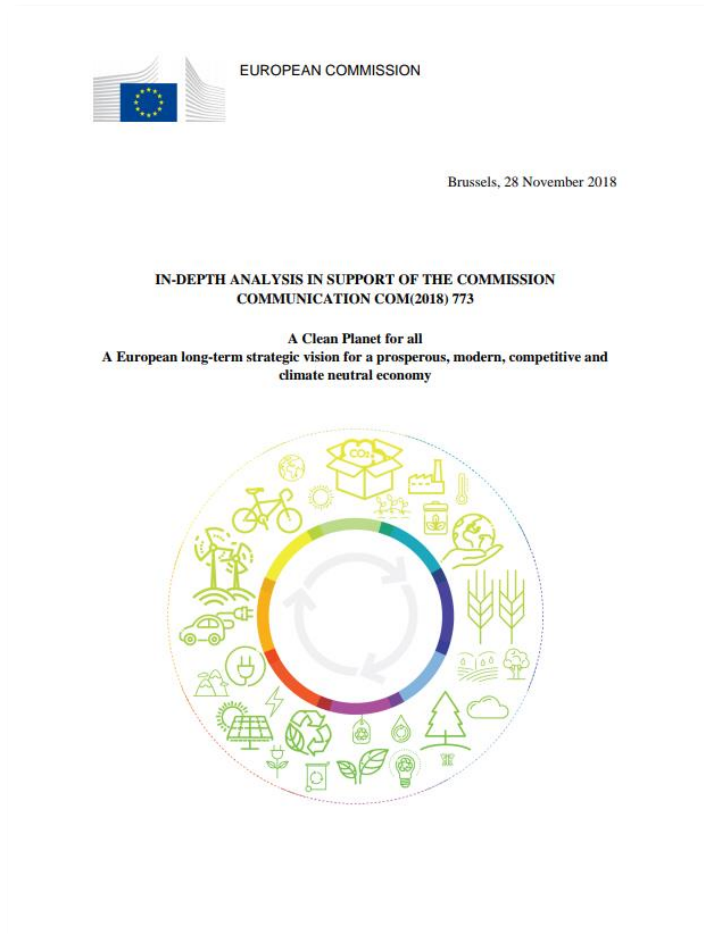 EUROPEAN COMMISSION
Brussels, 28 November 2018
IN-DEPTH ANALYSIS IN SUPPORT OF THE COMMISSION
COMMUNICATION COM(2018) 773
A Clean Planet for all
A European long-term strategic vision for a prosperous, modern, competitive and
climate neutral economy
CO₂